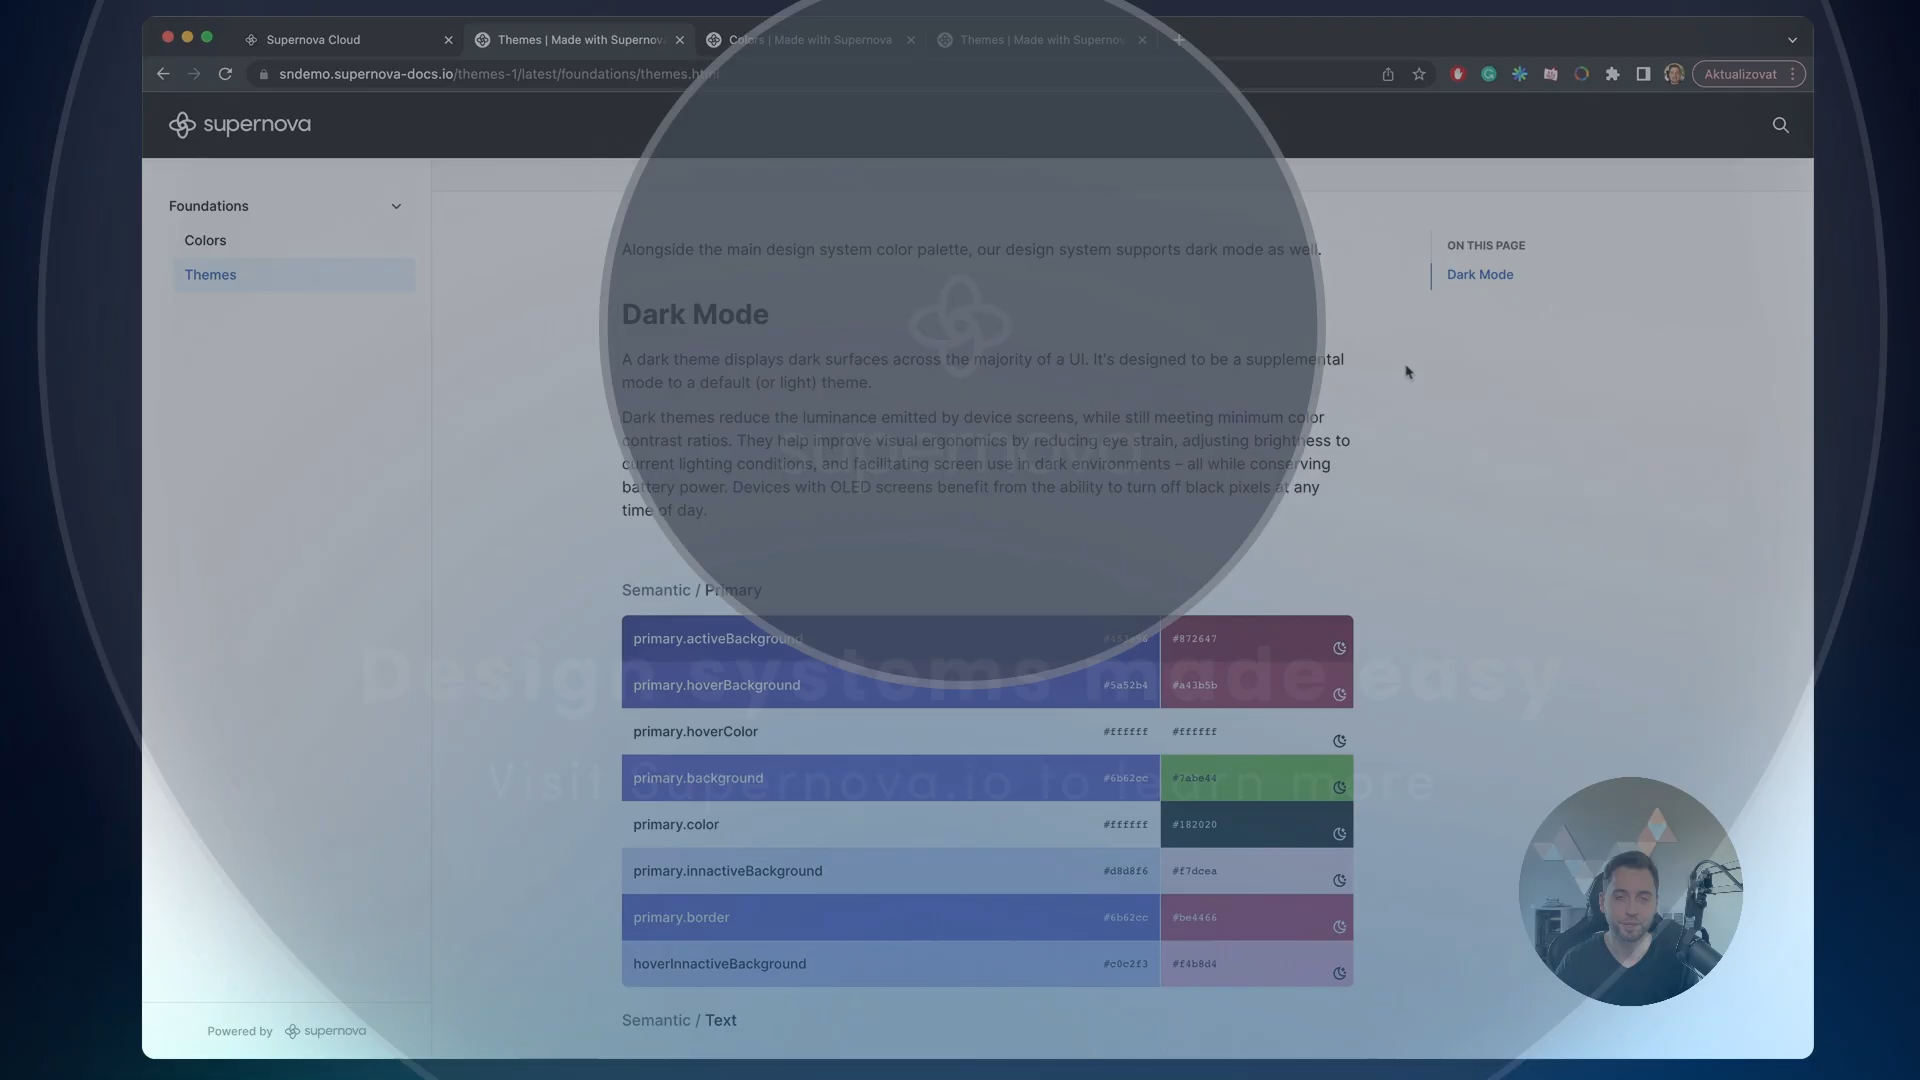 Supernova Cloud
Themes | Made with Supernova
Colors | Made with Supernova
Themes | Made with Supernov
sndemo.supernova-docs.io/themes-1/latest/foundations/themes.html
Aktualizovat
supernova
Foundations
Colors
Themes
Alongside the main design system color palette, our design system supports dark mode as well.
ON THIS PAGE
Dark Mode
Dark Mode
A dark theme displays dark surfaces across the majority of a UI. It's designed to be a supplemental
mode to a default (or light) theme.
Dark themes reduce the luminance emitted by device screens, while still meeting minimum color
contrast ratios. They help improve visual ergonomics by reducing eye strain, adjusting brightness to
current lighting conditions, and facilitating screen use in dark environments – all while conserving
battery power. Devices with OLED screens benefit from the ability to turn off black pixels at any
time of day.
supernova
Semantic / Primary
primary.activeBackground #872647
Design systems made easy
primary.hoverBackground #5a52b4 #a43b5b
primary.hoverColor #ffffff #ffffff
primary.background #6b62cc #7abe44
Visit Supernova.io to learn more
primary.color #ffffff #182020
primary.innactiveBackground #d8d8f6 #f7dcea
primary.border #6b62cc #be4466
hoverInnactiveBackground #c0c2f3 #f4b8d4
Semantic / Text
Powered by supernova